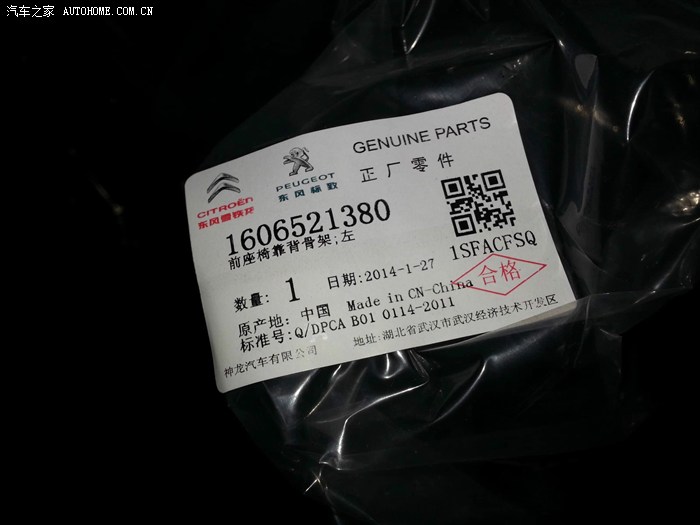 汽车之家 AUTOHOME.COM.CN
GENUINE PARTS
正厂零件
CITROËN
东风雪铁龙
PEUGEOT
东风标致
1606521380
前座椅靠背骨架;左
1SFACFSQ
数量: 1 日期:2014-1-27
合格
原产地: 中国 Made in CN-China
标准号:Q/DPCA B01 0114-2011
神龙汽车有限公司 地址:湖北省武汉市武汉经济技术开发区